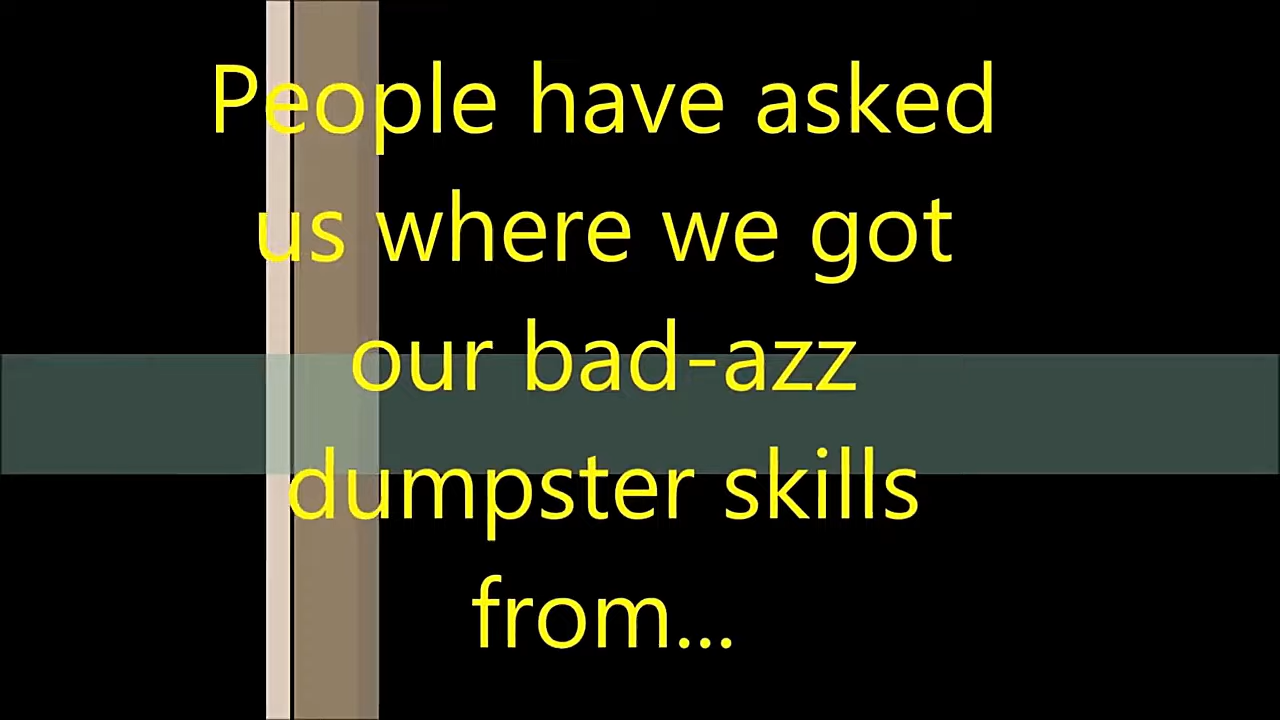 People have asked
us where we got
our bad-azz
dumpster skills
from...